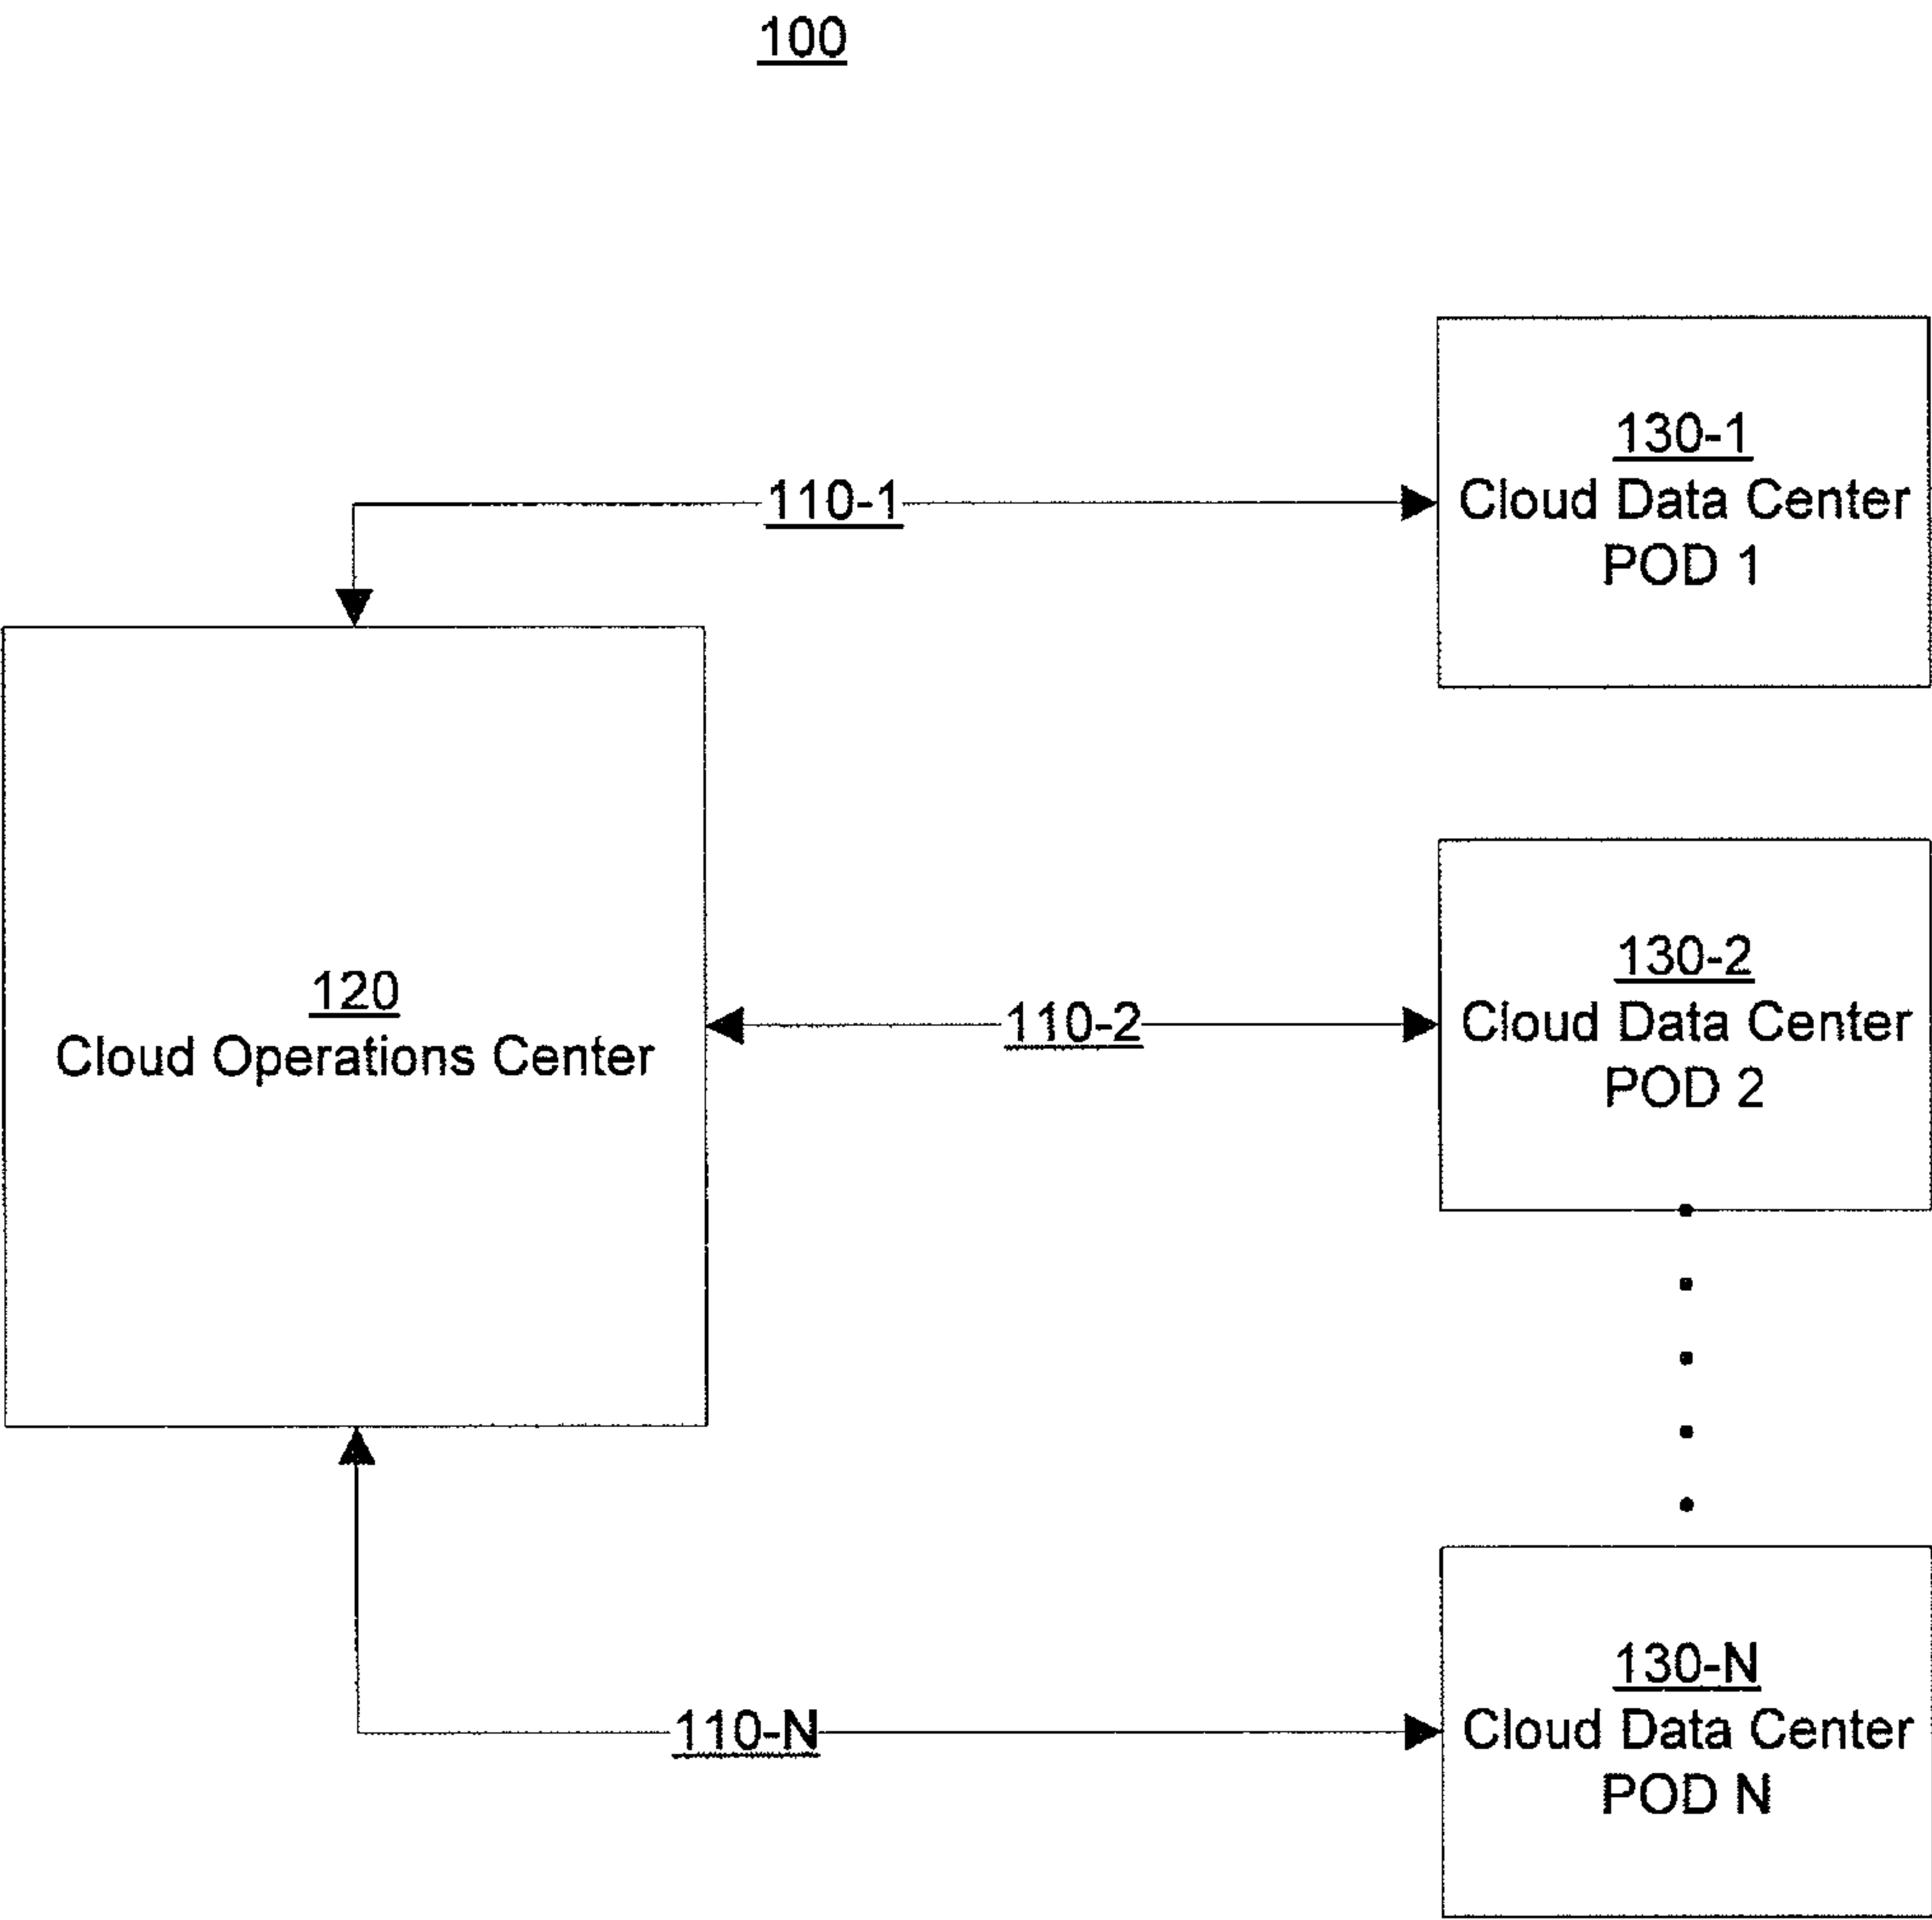 100
130-1
Cloud Data Center
POD 1
110-1
120
Cloud Operations Center
110-2
130-2
Cloud Data Center
POD 2
110-N
130-N
Cloud Data Center
POD N